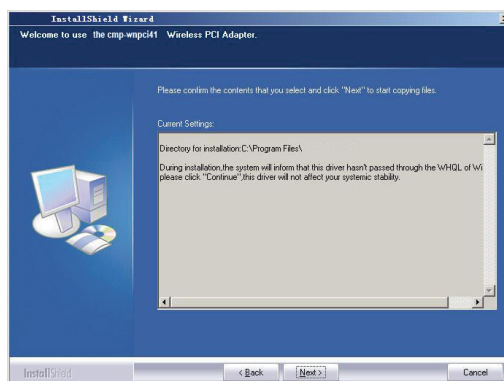 InstallShield Wizard
Welcome to use the cmp-wnpci41 Wireless PCI Adapter.
Please confirm the contents that you select and click "Next" to start copying files.
Current Settings:
Directory for installation:C:\Program Files\
During installation,the system will inform that this driver hasn't passed through the WHQL of Wi
please click "Continue",this driver will not affect your systemic stability.
InstallShield
< Back
Next >
Cancel